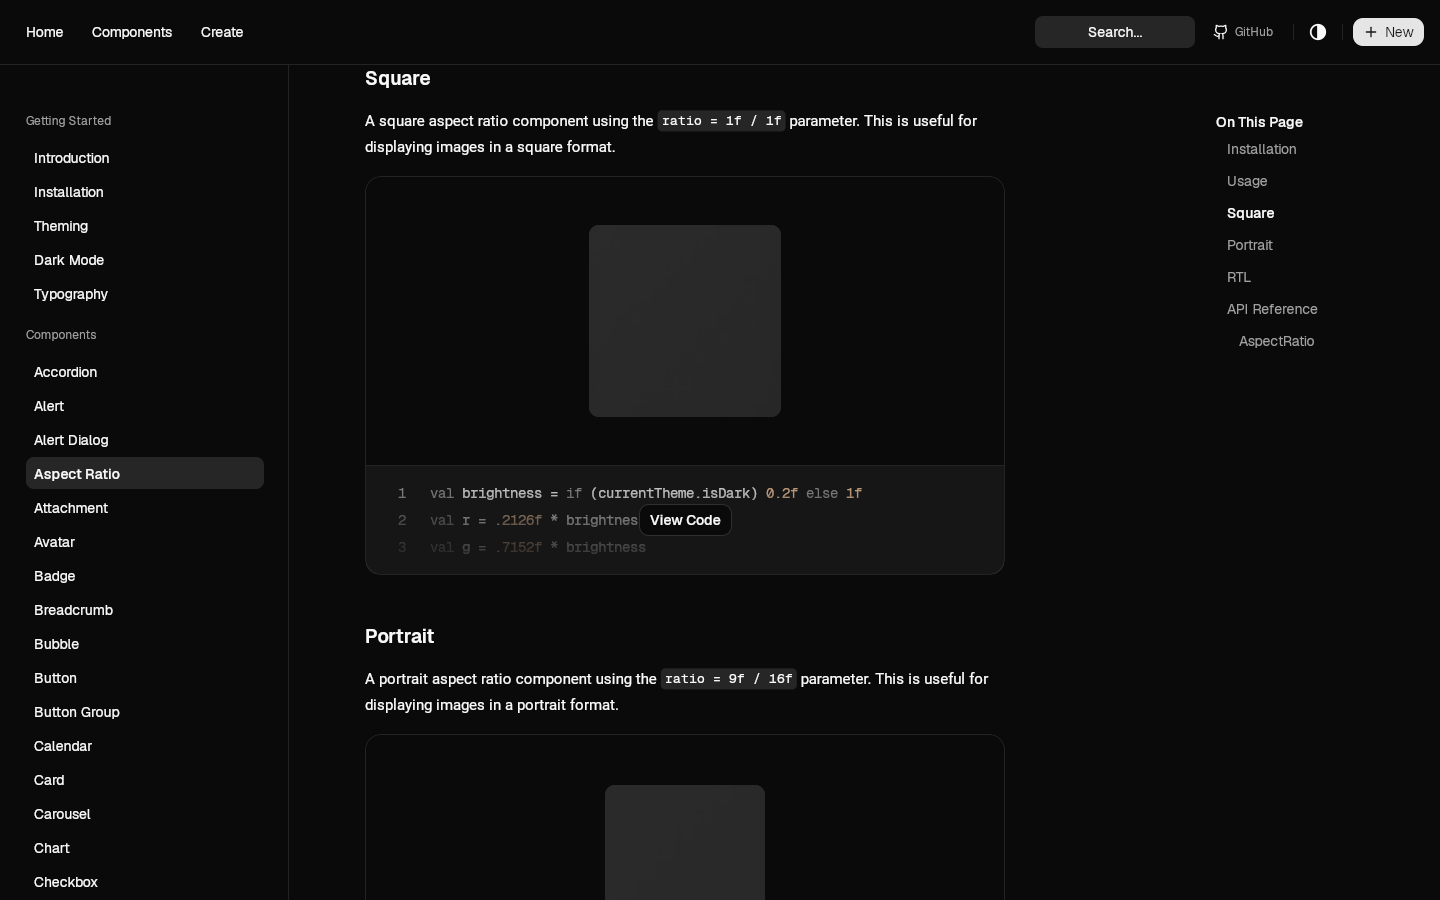 Home
Components
Create
Search...
GitHub
New
Getting Started
Introduction
Installation
Theming
Dark Mode
Typography
Components
Accordion
Alert
Alert Dialog
Aspect Ratio
Attachment
Avatar
Badge
Breadcrumb
Bubble
Button
Button Group
Calendar
Card
Carousel
Chart
Checkbox
Square
A square aspect ratio component using the ratio = 1f / 1f parameter. This is useful for
displaying images in a square format.
1 val brightness = if (currentTheme.isDark) 0.2f else 1f
2 val r = .2126f * brightnes
View Code
3 val g = .7152f * brightness
Portrait
A portrait aspect ratio component using the ratio = 9f / 16f parameter. This is useful for
displaying images in a portrait format.
On This Page
Installation
Usage
Square
Portrait
RTL
API Reference
AspectRatio